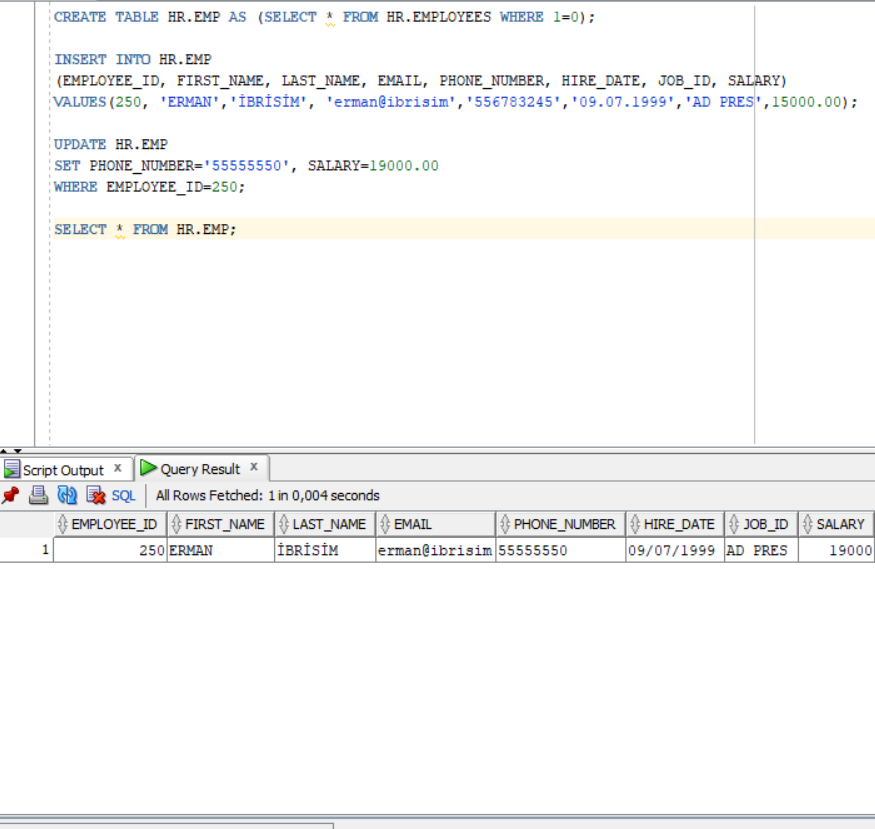 CREATE TABLE HR.EMP AS (SELECT * FROM HR.EMPLOYEES WHERE 1=0);
INSERT INTO HR.EMP
(EMPLOYEE_ID, FIRST_NAME, LAST_NAME, EMAIL, PHONE_NUMBER, HIRE_DATE, JOB_ID, SALARY)
VALUES(250, 'ERMAN','İBRİSİM', 'erman@ibrisim','556783245','09.07.1999','AD PRES',15000.00);
UPDATE HR.EMP
SET PHONE_NUMBER='55555550', SALARY=19000.00
WHERE EMPLOYEE_ID=250;
SELECT * FROM HR.EMP;
Script Output x Query Result x
SQL All Rows Fetched: 1 in 0,004 seconds
EMPLOYEE_ID FIRST_NAME LAST_NAME EMAIL PHONE_NUMBER HIRE_DATE JOB_ID SALARY
1 250 ERMAN İBRİSİM erman@ibrisim 55555550 09/07/1999 AD PRES 19000